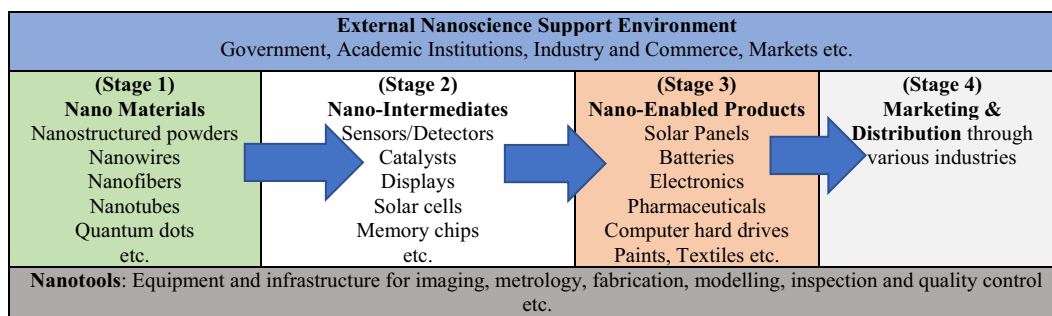 External Nanoscience Support Environment
Government, Academic Institutions, Industry and Commerce, Markets etc.
(Stage 1)
Nano Materials
Nanostructured powders
Nanowires
Nanofibers
Nanotubes
Quantum dots
etc.
(Stage 2)
Nano-Intermediates
Sensors/Detectors
Catalysts
Displays
Solar cells
Memory chips
etc.
(Stage 3)
Nano-Enabled Products
Solar Panels
Batteries
Electronics
Pharmaceuticals
Computer hard drives
Paints, Textiles etc.
(Stage 4)
Marketing &
Distribution through
various industries
Nanotools: Equipment and infrastructure for imaging, metrology, fabrication, modelling, inspection and quality control
etc.